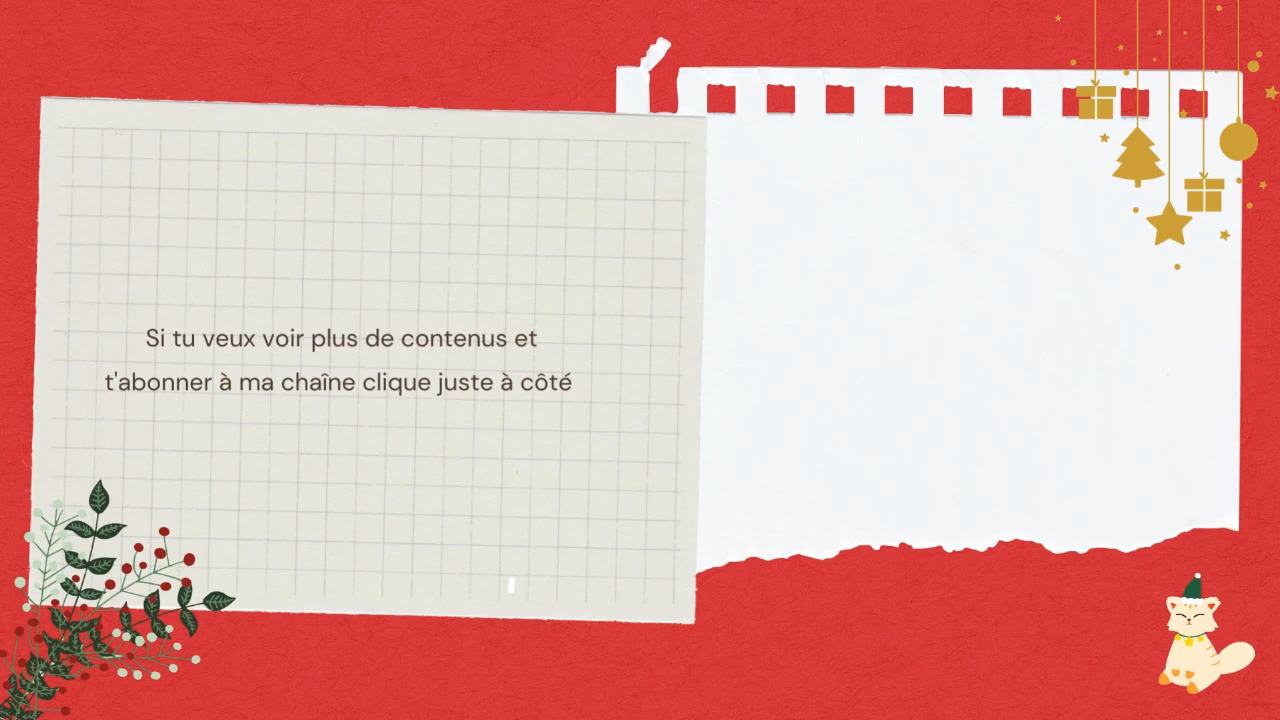 Si tu veux voir plus de contenus et
t'abonner à ma chaîne clique juste à côté